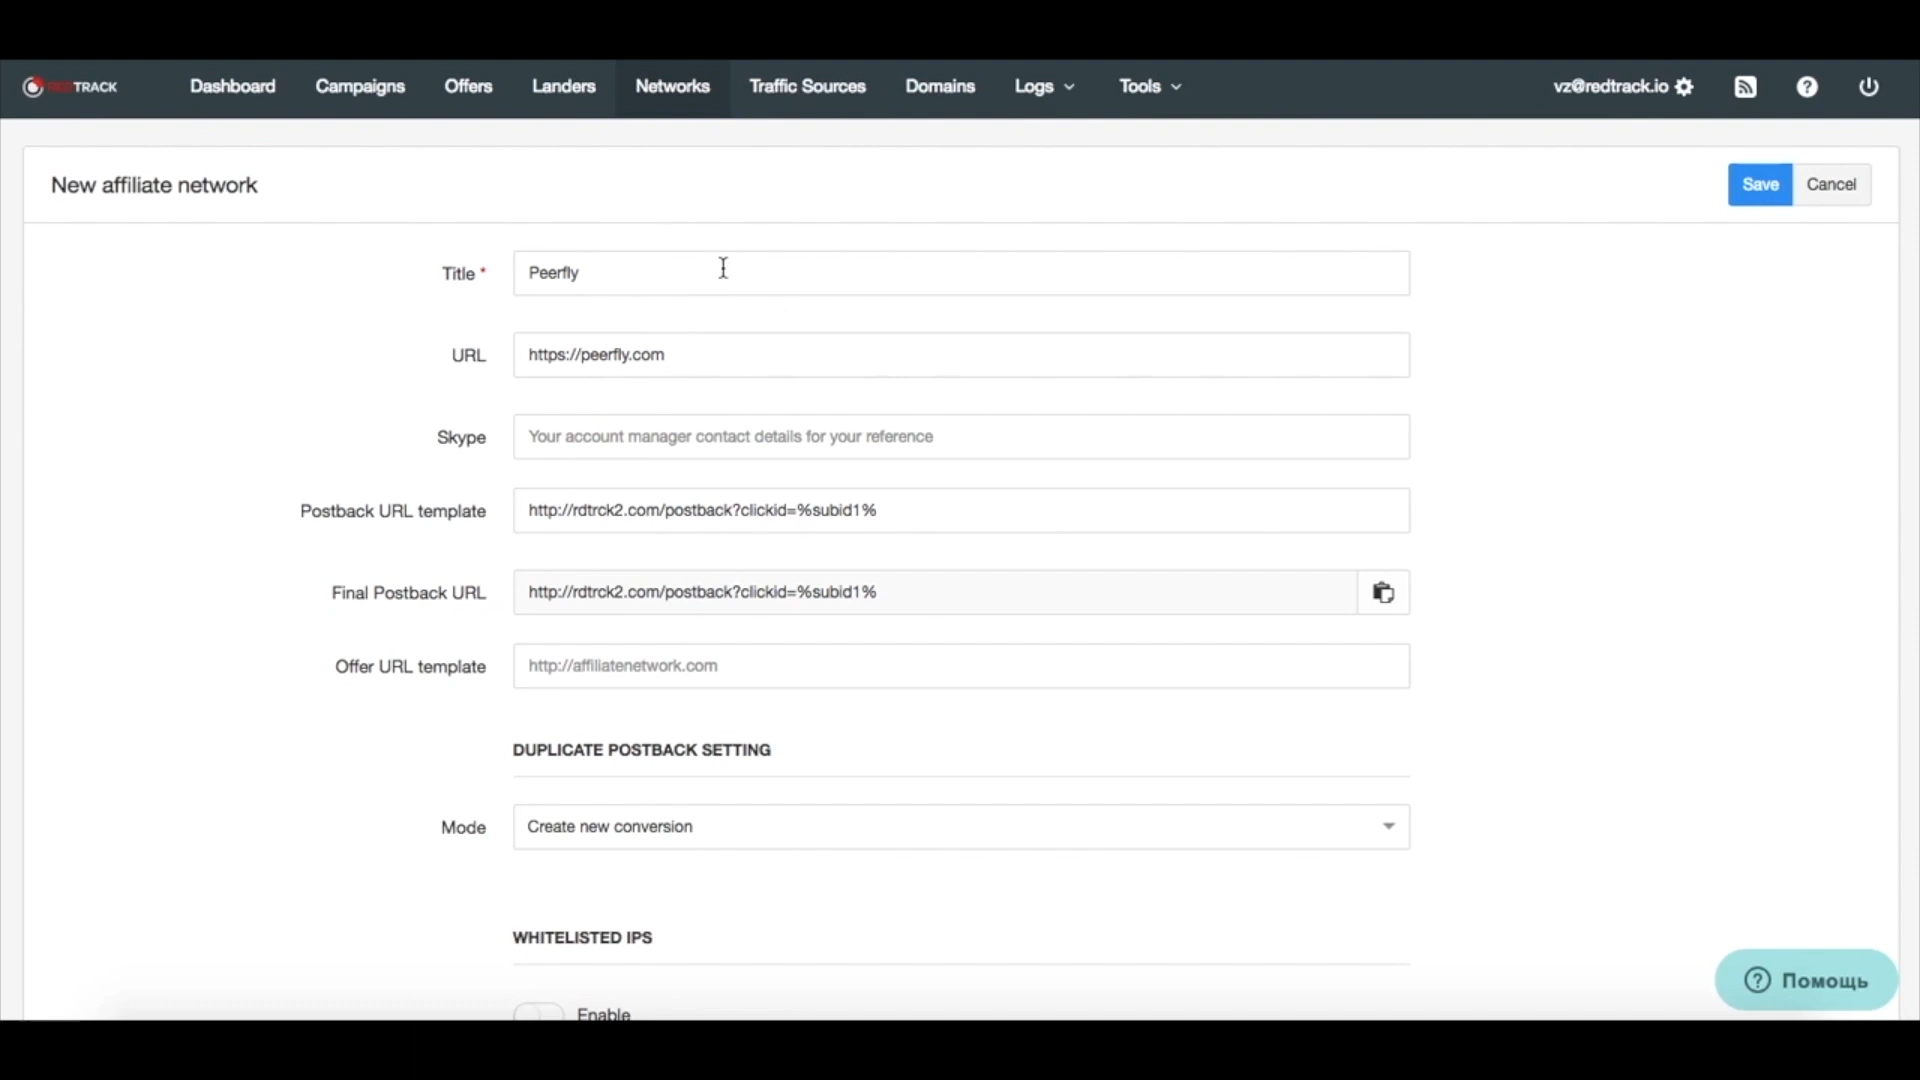 REDTRACK Dashboard Campaigns Offers Landers Networks Traffic Sources Domains Logs Tools vz@redtrack.io
New affiliate network Save Cancel
Title * Peerfly
URL https://peerfly.com
Skype Your account manager contact details for your reference
Postback URL template http://rdtrck2.com/postback?clickid=%subid1%
Final Postback URL http://rdtrck2.com/postback?clickid=%subid1%
Offer URL template http://affiliatenetwork.com
DUPLICATE POSTBACK SETTING
Mode Create new conversion
WHITELISTED IPS
Помощь
Enable